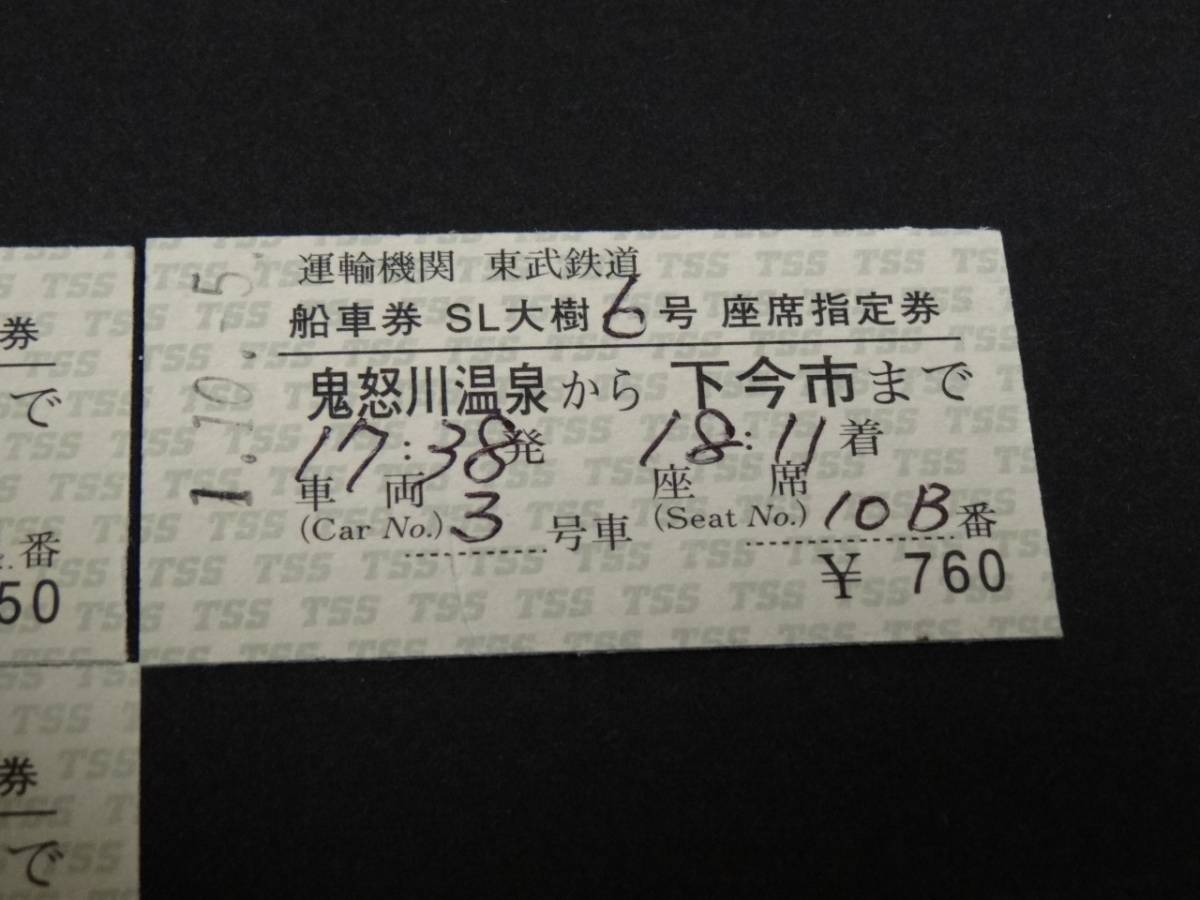 1.10.-5.
運輸機関 東武鉄道
船車券 SL大樹6号 座席指定券
鬼怒川温泉から 下今市まで
17:38発 18:11着
車両 座席
(Car No.) 3 号車 (Seat No.) 10B番
¥ 760
券
で
番
50
券
で
TSS